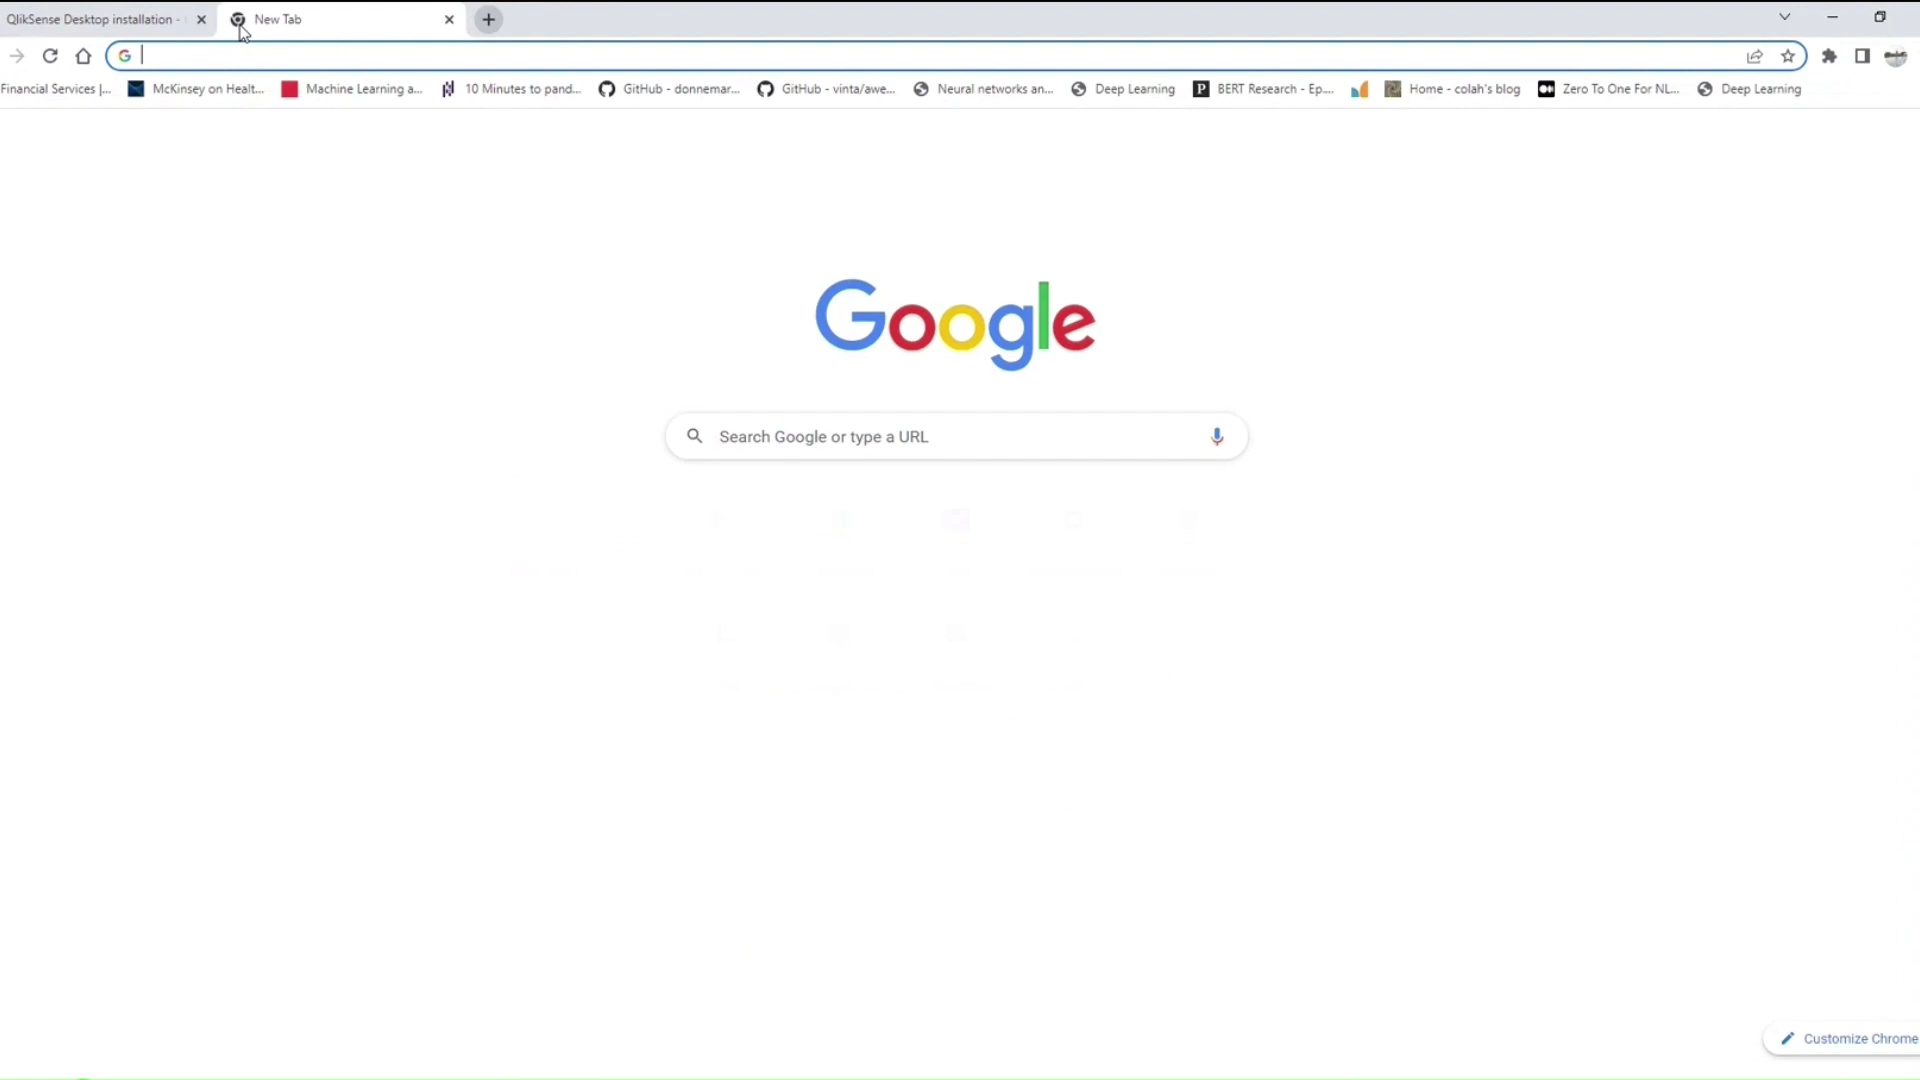 QlikSense Desktop installation -
New Tab
Financial Services |...
McKinsey on Healt...
Machine Learning a...
10 Minutes to pand...
GitHub - donnemar...
GitHub - vinta/awe...
Neural networks an...
Deep Learning
BERT Research - Ep....
Home - colah's blog
Zero To One For NL...
Deep Learning
Google
Search Google or type a URL
Customize Chrome